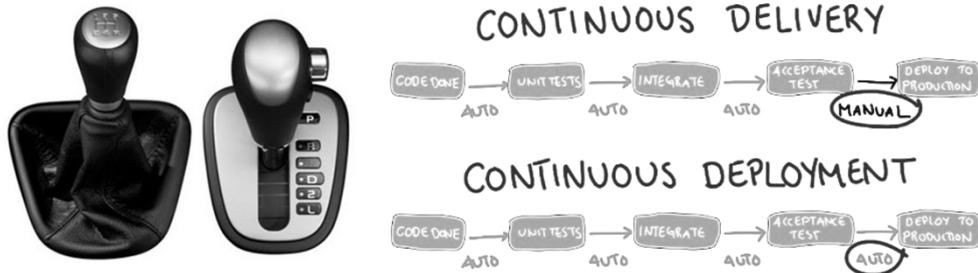 P
R
D
2
L
CONTINUOUS DELIVERY
CODE DONE
UNIT TESTS
INTEGRATE
ACCEPTANCE
TEST
DEPLOY TO
PRODUCTION
AUTO
AUTO
AUTO
MANUAL
CONTINUOUS DEPLOYMENT
CODE DONE
UNIT TESTS
INTEGRATE
ACCEPTANCE
TEST
DEPLOY TO
PRODUCTION
AUTO
AUTO
AUTO
AUTO